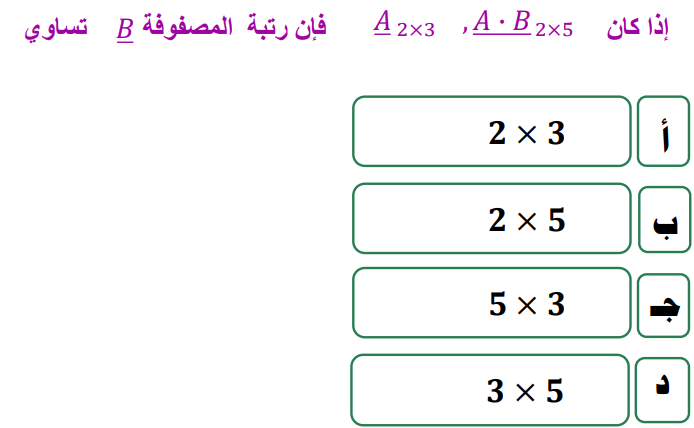 إذا كان A 2×3 , A · B 2×5 فإن رتبة المصفوفة B تساوي
أ 2 × 3
ب 2 × 5
جـ 5 × 3
د 3 × 5